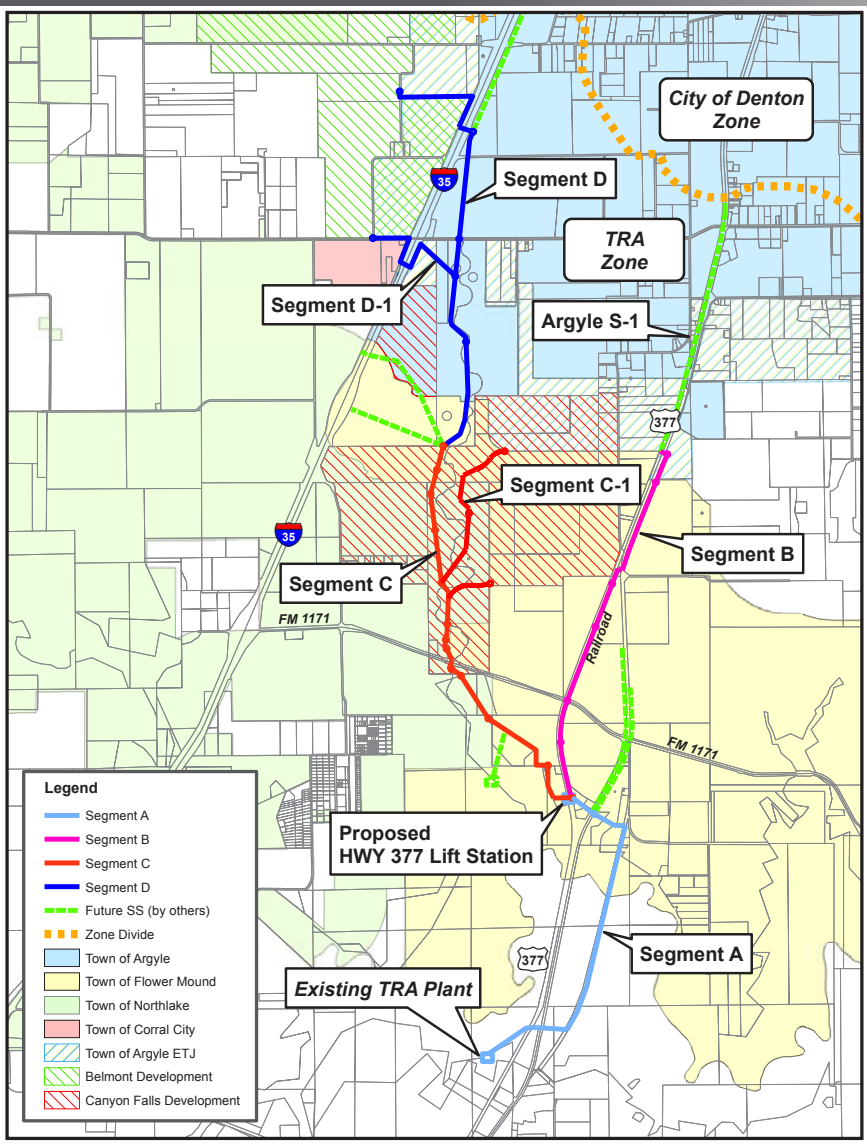 City of Denton
Zone
Segment D
35
TRA
Zone
Segment D-1
Argyle S-1
377
Segment C-1
35
Segment B
Segment C
FM 1171
Railroad
FM 1171
Proposed
HWY 377 Lift Station
Segment A
377
Existing TRA Plant
Legend
Segment A
Segment B
Segment C
Segment D
Future SS (by others)
Zone Divide
Town of Argyle
Town of Flower Mound
Town of Northlake
Town of Corral City
Town of Argyle ETJ
Belmont Development
Canyon Falls Development